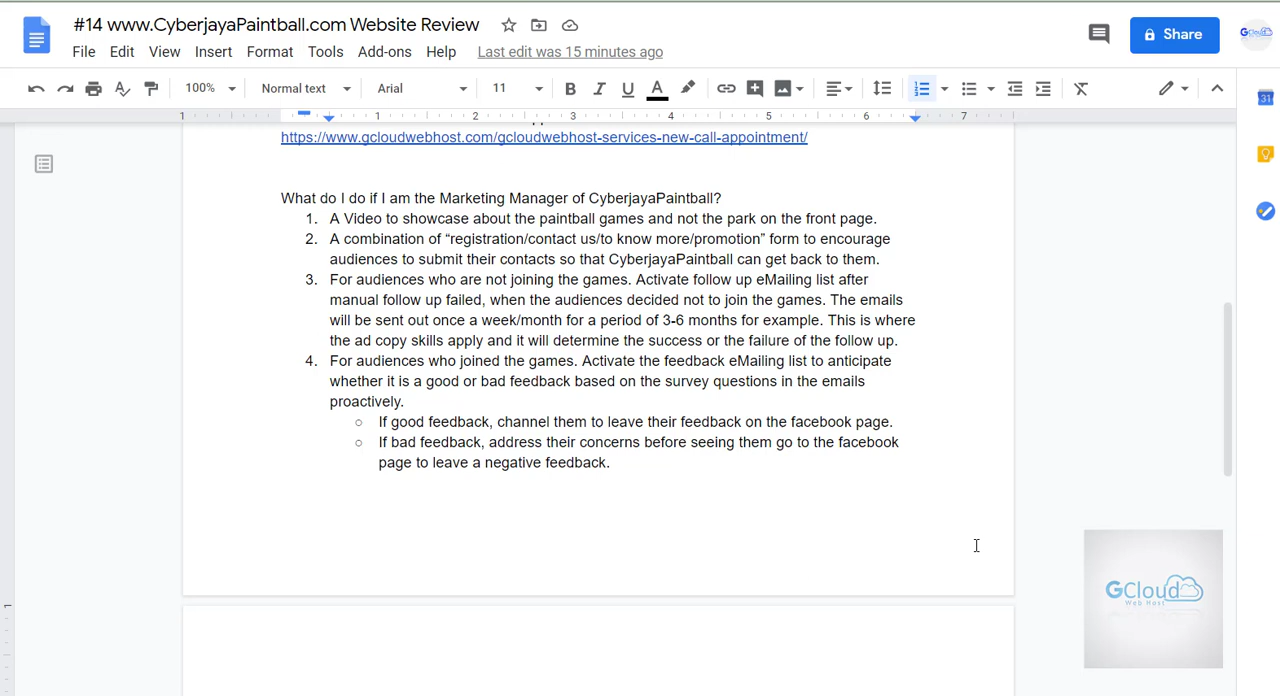 #14 www.CyberjayaPaintball.com Website Review
File Edit View Insert Format Tools Add-ons Help Last edit was 15 minutes ago
Share
GCloud
100% Normal text Arial 11 B I U A
31
1 1 2 3 4 5 6 7
https://www.gcloudwebhost.com/gcloudwebhost-services-new-call-appointment/
What do I do if I am the Marketing Manager of CyberjayaPaintball?
1. A Video to showcase about the paintball games and not the park on the front page.
2. A combination of “registration/contact us/to know more/promotion” form to encourage
audiences to submit their contacts so that CyberjayaPaintball can get back to them.
3. For audiences who are not joining the games. Activate follow up eMailing list after
manual follow up failed, when the audiences decided not to join the games. The emails
will be sent out once a week/month for a period of 3-6 months for example. This is where
the ad copy skills apply and it will determine the success or the failure of the follow up.
4. For audiences who joined the games. Activate the feedback eMailing list to anticipate
whether it is a good or bad feedback based on the survey questions in the emails
proactively.
○ If good feedback, channel them to leave their feedback on the facebook page.
○ If bad feedback, address their concerns before seeing them go to the facebook
page to leave a negative feedback.
GCloud
Web Host
1